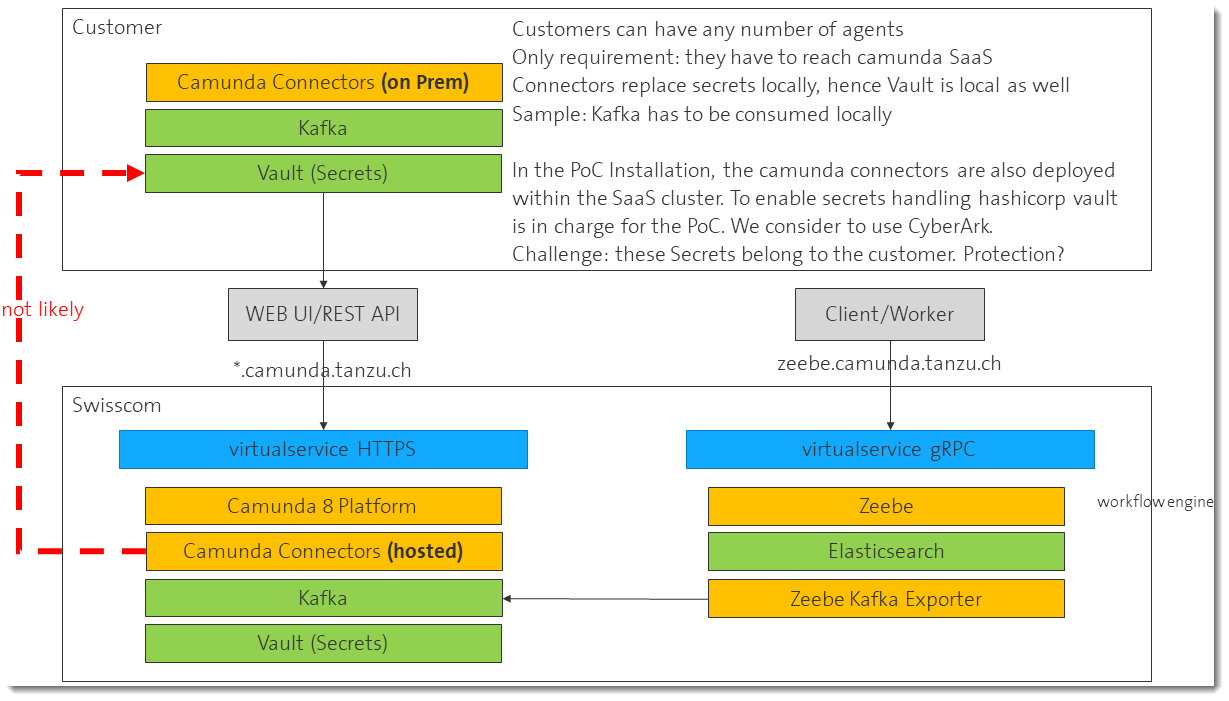 Customer
Camunda Connectors (on Prem)
Kafka
Vault (Secrets)
Customers can have any number of agents
Only requirement: they have to reach camunda SaaS
Connectors replace secrets locally, hence Vault is local as well
Sample: Kafka has to be consumed locally
In the PoC Installation, the camunda connectors are also deployed
within the SaaS cluster. To enable secrets handling hashicorp vault
is in charge for the PoC. We consider to use CyberArk.
Challenge: these Secrets belong to the customer. Protection?
not likely
WEB UI/REST API
Client/Worker
*.camunda.tanzu.ch
zeebe.camunda.tanzu.ch
Swisscom
virtualservice HTTPS
virtualservice gRPC
Camunda 8 Platform
Camunda Connectors (hosted)
Kafka
Vault (Secrets)
Zeebe
workflow engine
Elasticsearch
Zeebe Kafka Exporter